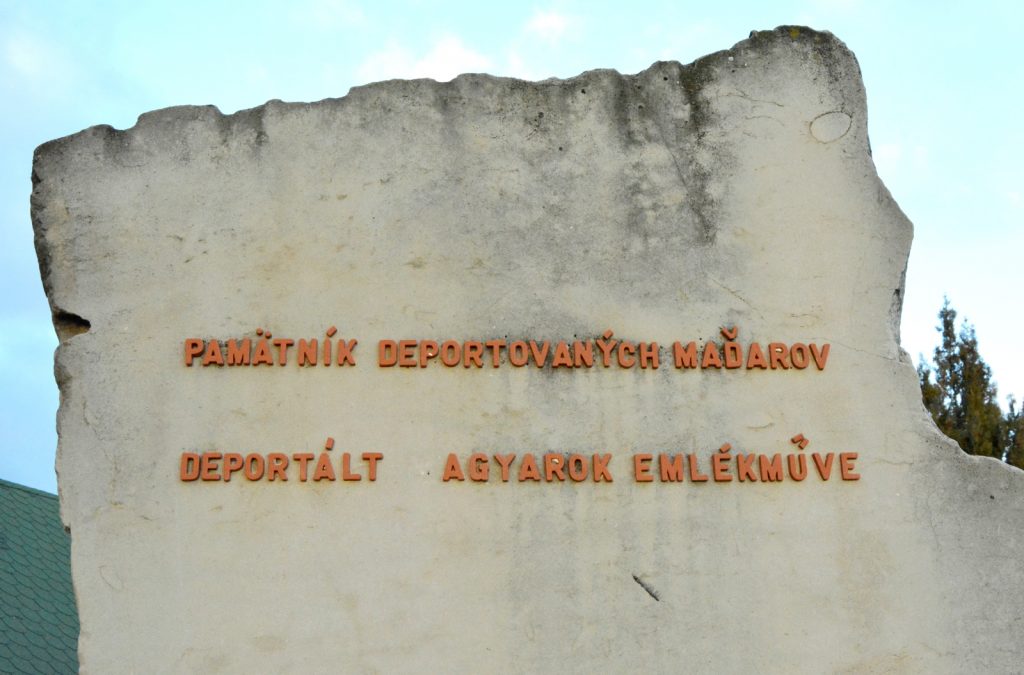 PAMÄTNÍK DEPORTOVANÝCH MAĎAROV
DEPORTÁLT AGYAROK EMLÉKMŰVE